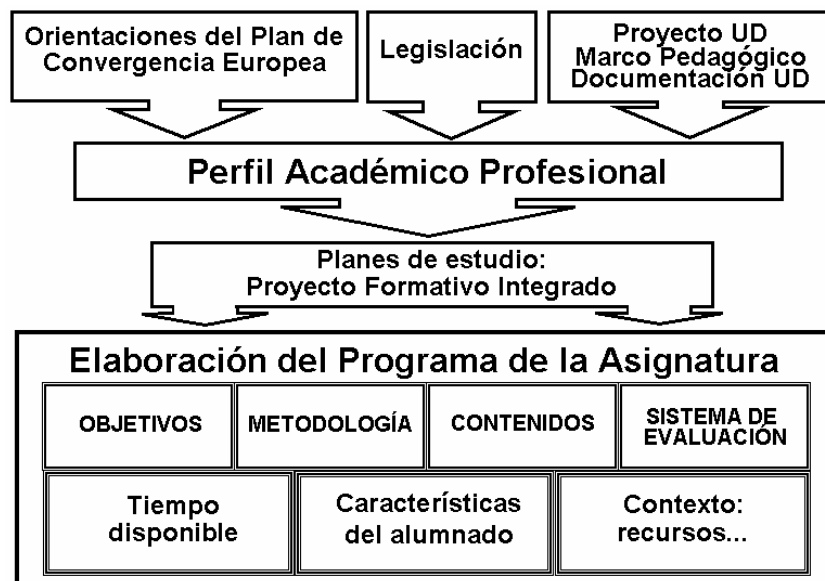 Orientaciones del Plan de
Convergencia Europea
Legislación
Proyecto UD
Marco Pedagógico
Documentación UD
Perfil Académico Profesional
Planes de estudio:
Proyecto Formativo Integrado
Elaboración del Programa de la Asignatura
OBJETIVOS
METODOLOGÍA
CONTENIDOS
SISTEMA DE
EVALUACIÓN
Tiempo
disponible
Características
del alumnado
Contexto:
recursos...